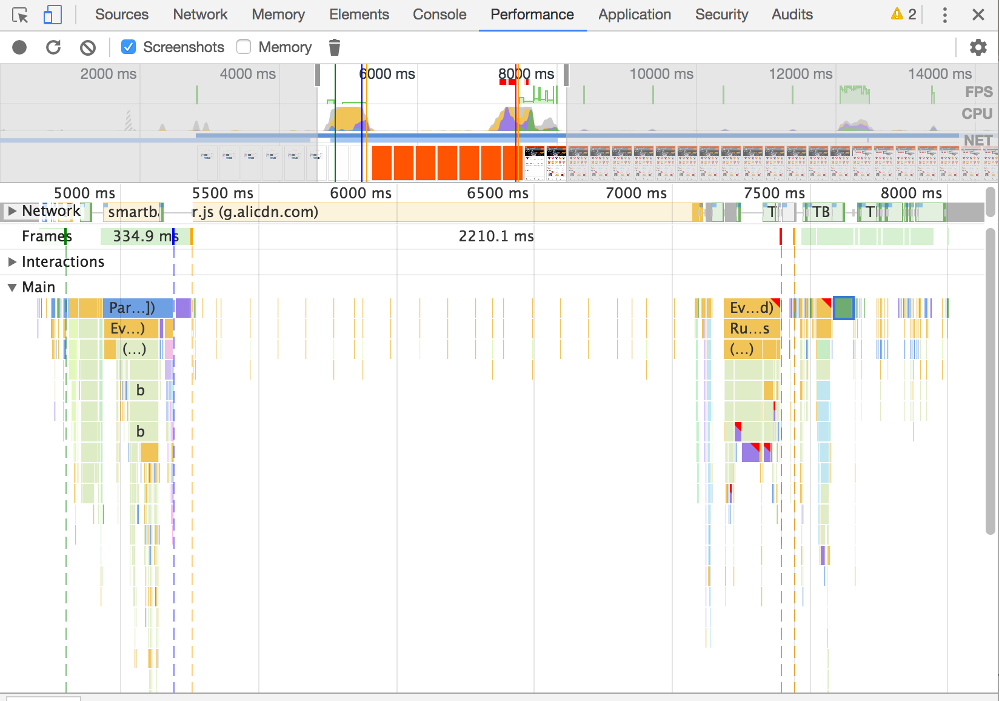 Sources Network Memory Elements Console Performance Application Security Audits 2
Screenshots Memory
2000 ms 4000 ms 6000 ms 8000 ms 10000 ms 12000 ms 14000 ms
FPS
CPU
NET
5000 ms 5500 ms 6000 ms 6500 ms 7000 ms 7500 ms 8000 ms
Network smartb r.js (g.alicdn.com) T TB T
Frames 334.9 ms 2210.1 ms
Interactions
Main
Par...]) Ev...d)
Ev...) Ru...s
(...) (...)
b
b